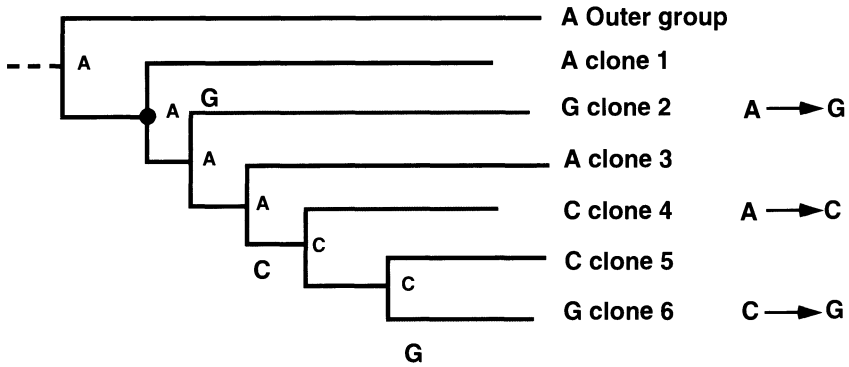 A Outer group
A
A clone 1
A
G
G clone 2 A → G
A
A clone 3
A
C clone 4 A → C
C
C
C clone 5
C
G clone 6 C → G
G